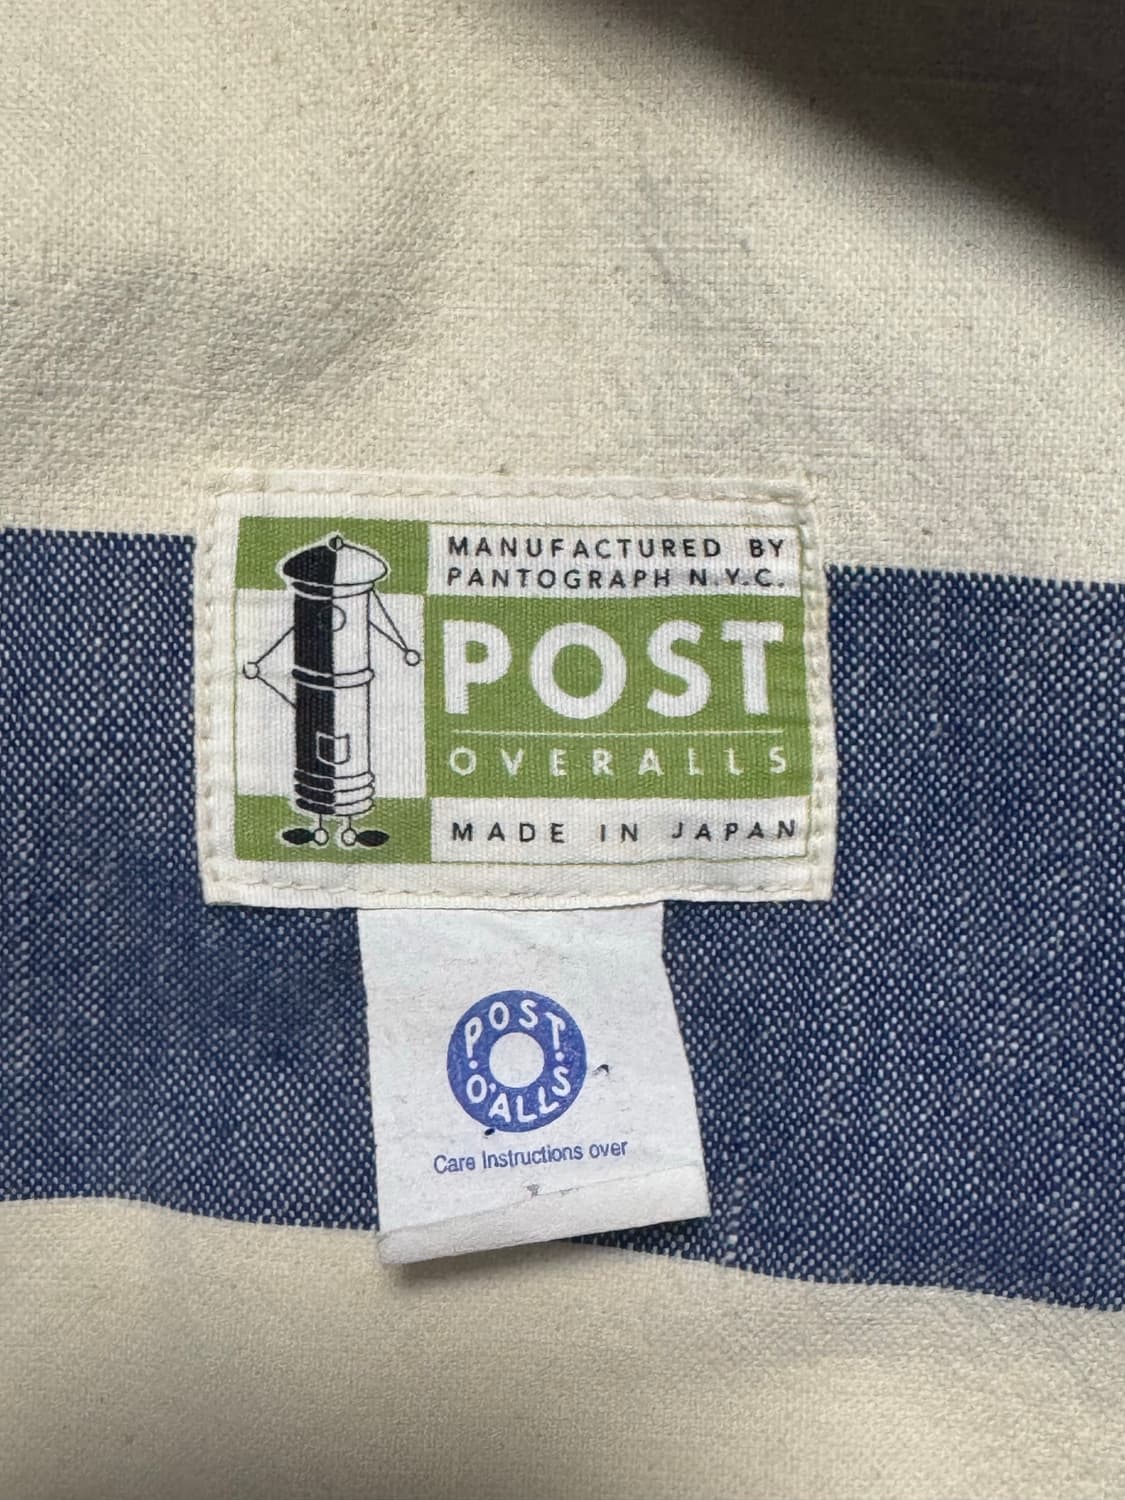 MANUFACTURED BY
PANTOGRAPH N.Y.C.
POST
OVERALLS
MADE IN JAPAN
POST
O'ALLS
Care Instructions over